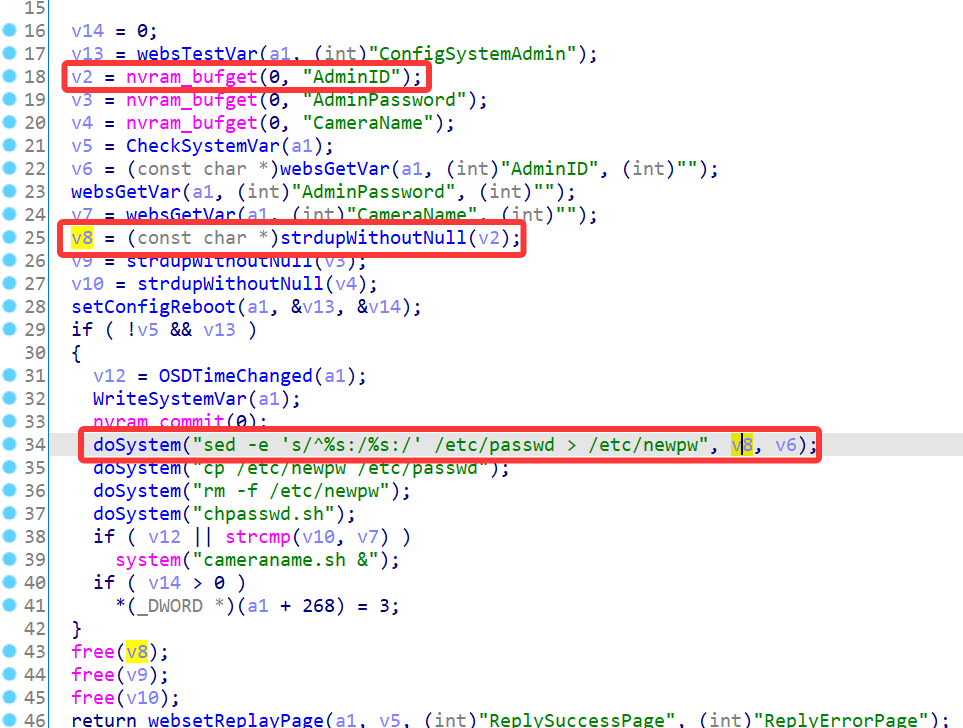 15
16 v14 = 0;
17 v13 = websTestVar(a1, (int)"ConfigSystemAdmin");
18 v2 = nvram_bufget(0, "AdminID");
19 v3 = nvram_bufget(0, "AdminPassword");
20 v4 = nvram_bufget(0, "CameraName");
21 v5 = CheckSystemVar(a1);
22 v6 = (const char *)websGetVar(a1, (int)"AdminID", (int)"");
23 websGetVar(a1, (int)"AdminPassword", (int)"");
24 v7 = websGetVar(a1, (int)"CameraName", (int)"");
25 v8 = (const char *)strdupWithoutNull(v2);
26 v9 = strdupWithoutNull(v3);
27 v10 = strdupWithoutNull(v4);
28 setConfigReboot(a1, &v13, &v14);
29 if ( !v5 && v13 )
30 {
31 v12 = OSDTimeChanged(a1);
32 WriteSystemVar(a1);
33 nvram_commit(0);
34 doSystem("sed -e 's/^%s:/%s:/' /etc/passwd > /etc/newpw", v8, v6);
35 doSystem("cp /etc/newpw /etc/passwd");
36 doSystem("rm -f /etc/newpw");
37 doSystem("chpasswd.sh");
38 if ( v12 || strcmp(v10, v7) )
39 system("cameraname.sh &");
40 if ( v14 > 0 )
41 *(_DWORD *)(a1 + 268) = 3;
42 }
43 free(v8);
44 free(v9);
45 free(v10);
46 return websetReplayPage(a1, v5, (int)"ReplySuccessPage", (int)"ReplyErrorPage");